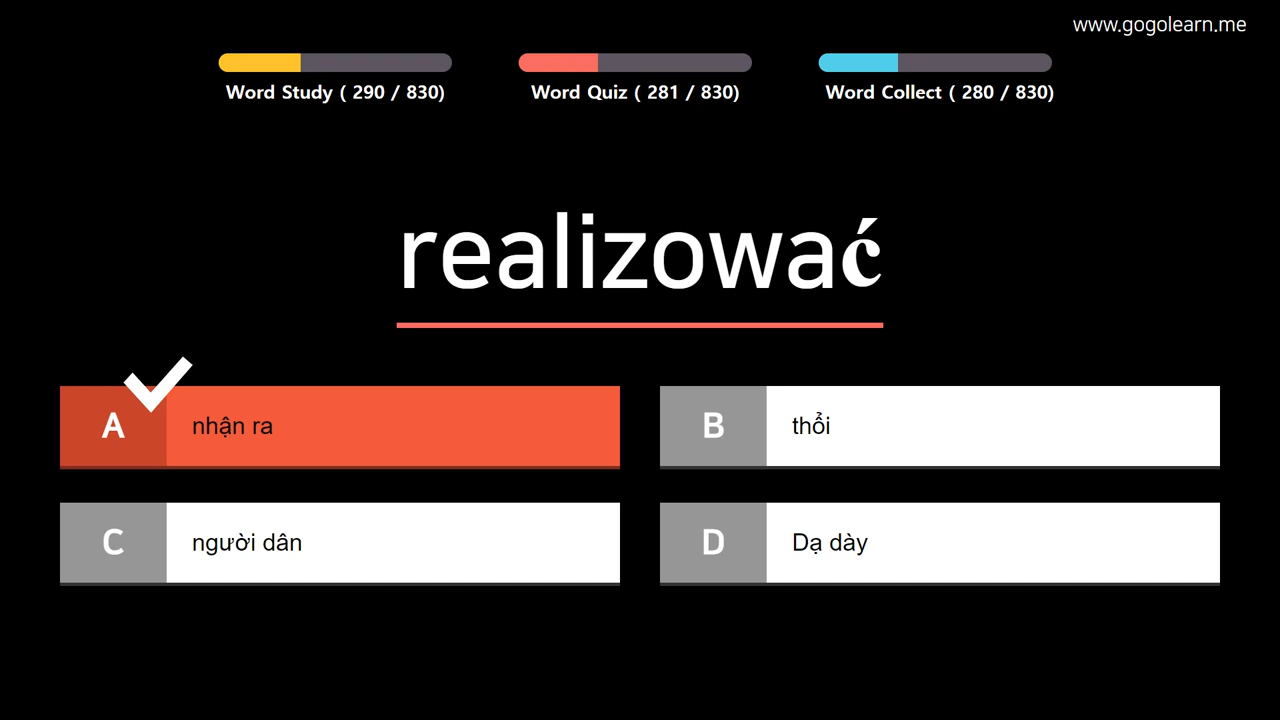 www.gogolearn.me
Word Study ( 290 / 830)
Word Quiz ( 281 / 830)
Word Collect ( 280 / 830)
realizować
A nhận ra
B thổi
C người dân
D Dạ dày